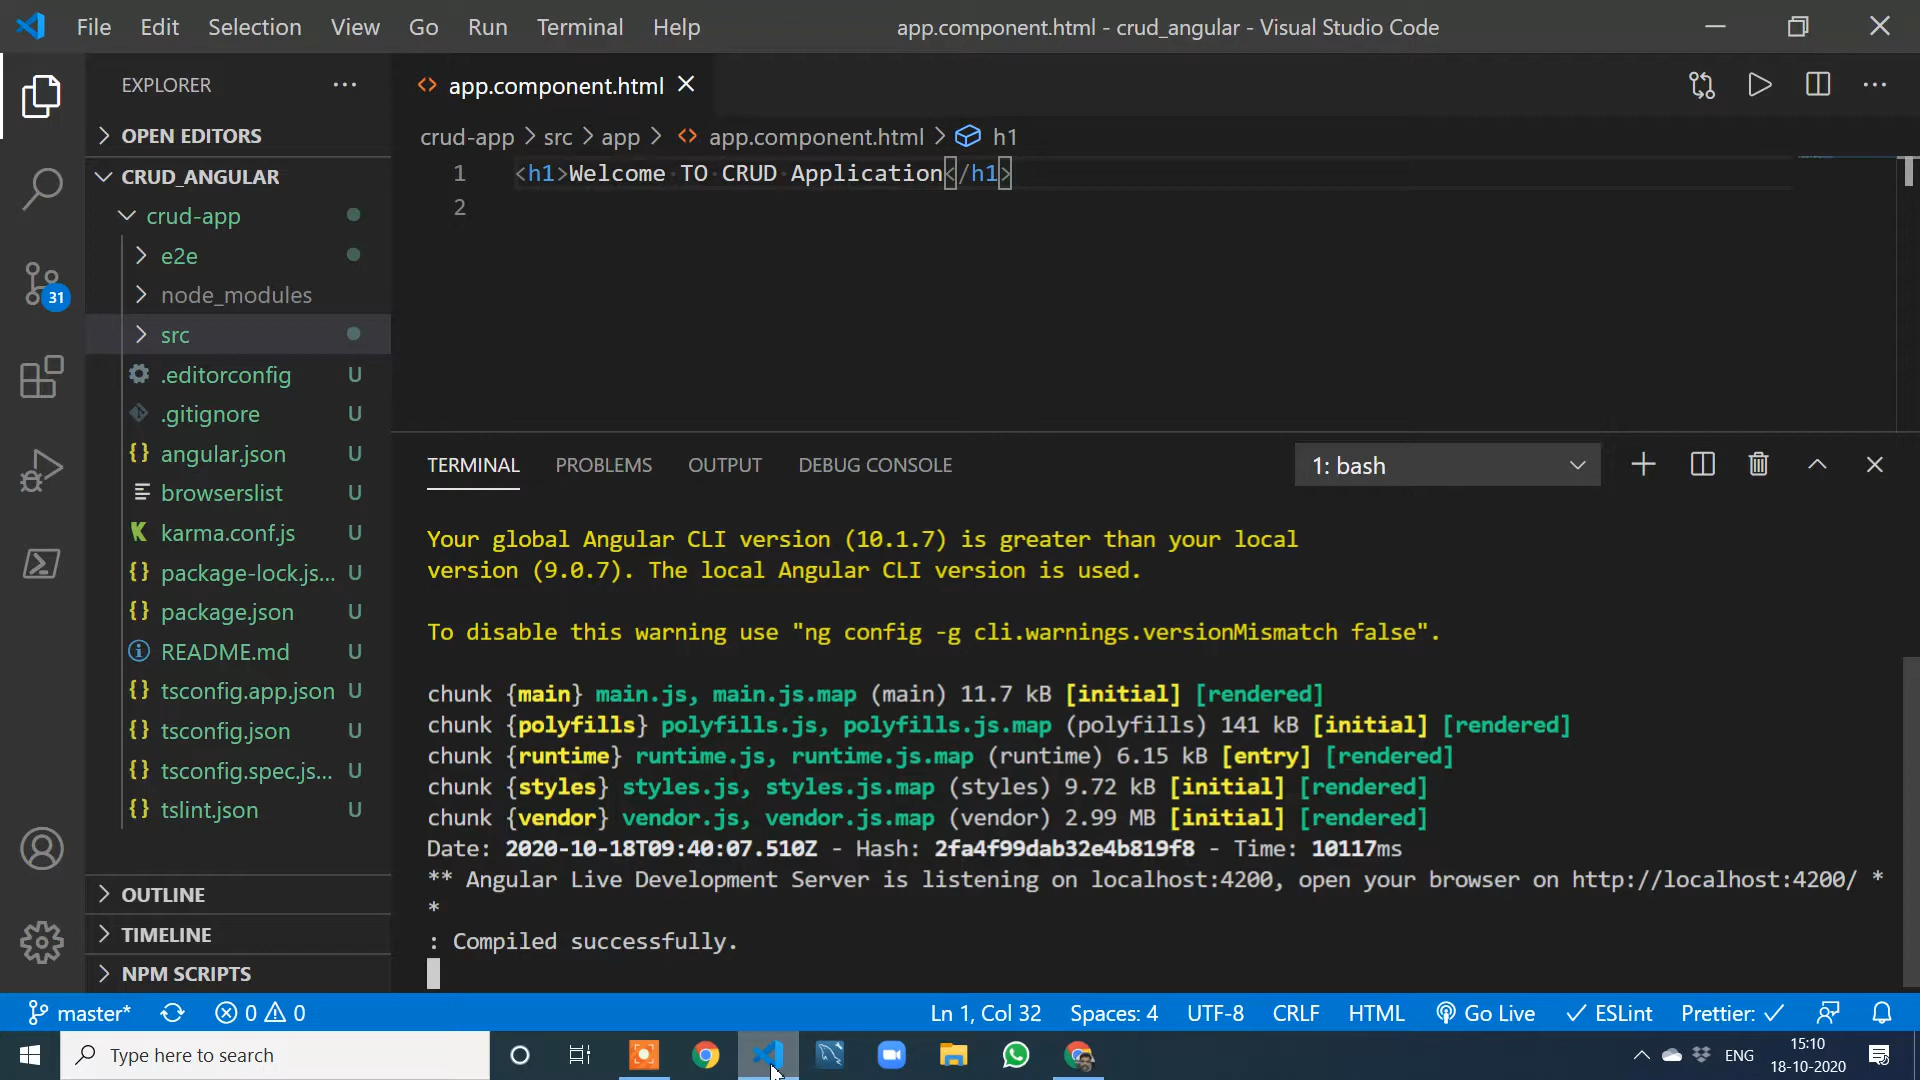 File Edit Selection View Go Run Terminal Help app.component.html - crud_angular - Visual Studio Code
EXPLORER
OPEN EDITORS
CRUD_ANGULAR
crud-app
e2e
node_modules
src
.editorconfig U
.gitignore U
angular.json U
browserslist U
karma.conf.js U
package-lock.js... U
package.json U
README.md U
tsconfig.app.json U
tsconfig.json U
tsconfig.spec.js... U
tslint.json U
OUTLINE
TIMELINE
NPM SCRIPTS
31
app.component.html
crud-app > src > app > app.component.html > h1
1 <h1>Welcome TO CRUD Application</h1>
2
TERMINAL PROBLEMS OUTPUT DEBUG CONSOLE 1: bash
Your global Angular CLI version (10.1.7) is greater than your local
version (9.0.7). The local Angular CLI version is used.
To disable this warning use "ng config -g cli.warnings.versionMismatch false".
chunk {main} main.js, main.js.map (main) 11.7 kB [initial] [rendered]
chunk {polyfills} polyfills.js, polyfills.js.map (polyfills) 141 kB [initial] [rendered]
chunk {runtime} runtime.js, runtime.js.map (runtime) 6.15 kB [entry] [rendered]
chunk {styles} styles.js, styles.js.map (styles) 9.72 kB [initial] [rendered]
chunk {vendor} vendor.js, vendor.js.map (vendor) 2.99 MB [initial] [rendered]
Date: 2020-10-18T09:40:07.510Z - Hash: 2fa4f99dab32e4b819f8 - Time: 10117ms
** Angular Live Development Server is listening on localhost:4200, open your browser on http://localhost:4200/ *
*
: Compiled successfully.
master* 0 0 Ln 1, Col 32 Spaces: 4 UTF-8 CRLF HTML Go Live ESLint Prettier: ✓
Type here to search ENG 15:10
18-10-2020